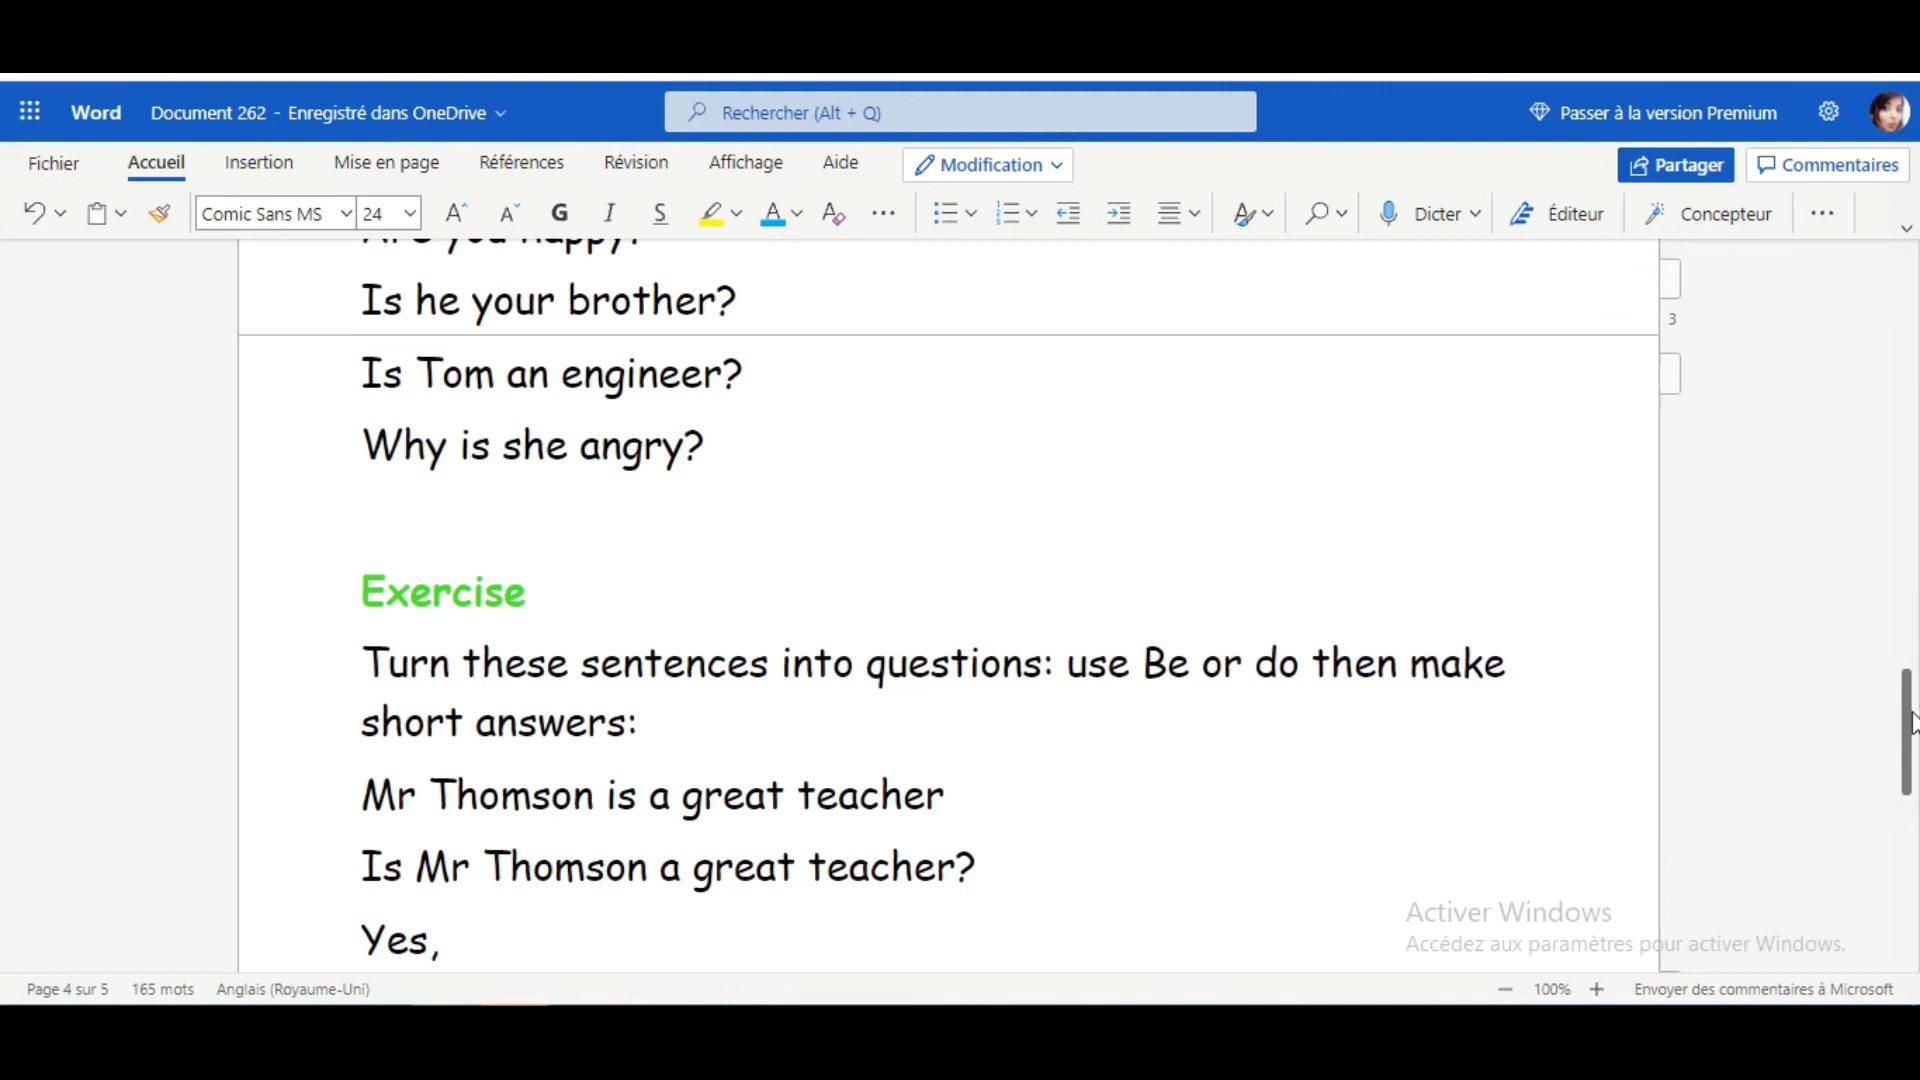 Word Document 262 - Enregistré dans OneDrive Rechercher (Alt + Q) Passer à la version Premium
Fichier Accueil Insertion Mise en page Références Révision Affichage Aide Modification Partager Commentaires
Comic Sans MS 24 G I S Dicter Éditeur Concepteur
Are you happy?
Is he your brother?
3
Is Tom an engineer?
Why is she angry?
Exercise
Turn these sentences into questions: use Be or do then make
short answers:
Mr Thomson is a great teacher
Is Mr Thomson a great teacher?
Yes,
Activer Windows
Accédez aux paramètres pour activer Windows.
Page 4 sur 5 165 mots Anglais (Royaume-Uni) 100% Envoyer des commentaires à Microsoft